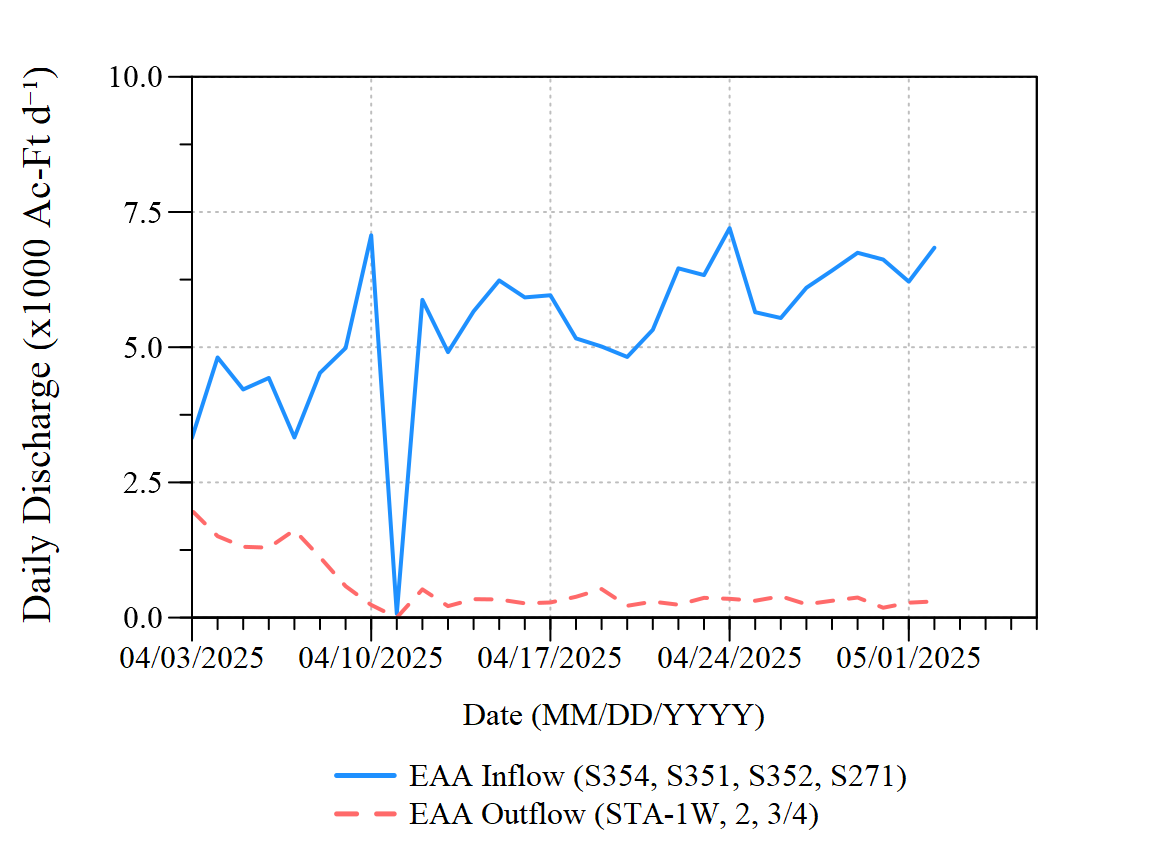 Daily Discharge (x1000 Ac-Ft d⁻¹)
10.0
7.5
5.0
2.5
0.0
04/03/2025 04/10/2025 04/17/2025 04/24/2025 05/01/2025
Date (MM/DD/YYYY)
EAA Inflow (S354, S351, S352, S271)
EAA Outflow (STA-1W, 2, 3/4)